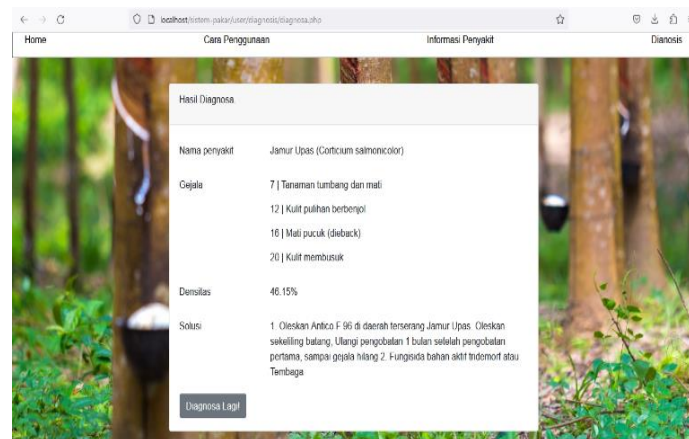 localhost/sistem-pakar/user/diagnosis/diagnosa.php
Home Cara Penggunaan Informasi Penyakit Dianosis
Hasil Diagnosa.
Nama penyakit Jamur Upas (Corticium salmonicolor)
Gejala 7 | Tanaman tumbang dan mati
12 | Kulit pulihan berbenjol
16 | Mati pucuk (dieback)
20 | Kulit membusuk
Densitas 46.15%
Solusi 1. Oleskan Antico F 96 di daerah terserang Jamur Upas. Oleskan
sekeliling batang, Ulangi pengobatan 1 bulan setelah pengobatan
pertama, sampai gejala hilang 2. Fungisida bahan aktif tridemorf atau
Tembaga
Diagnosa Lagi!